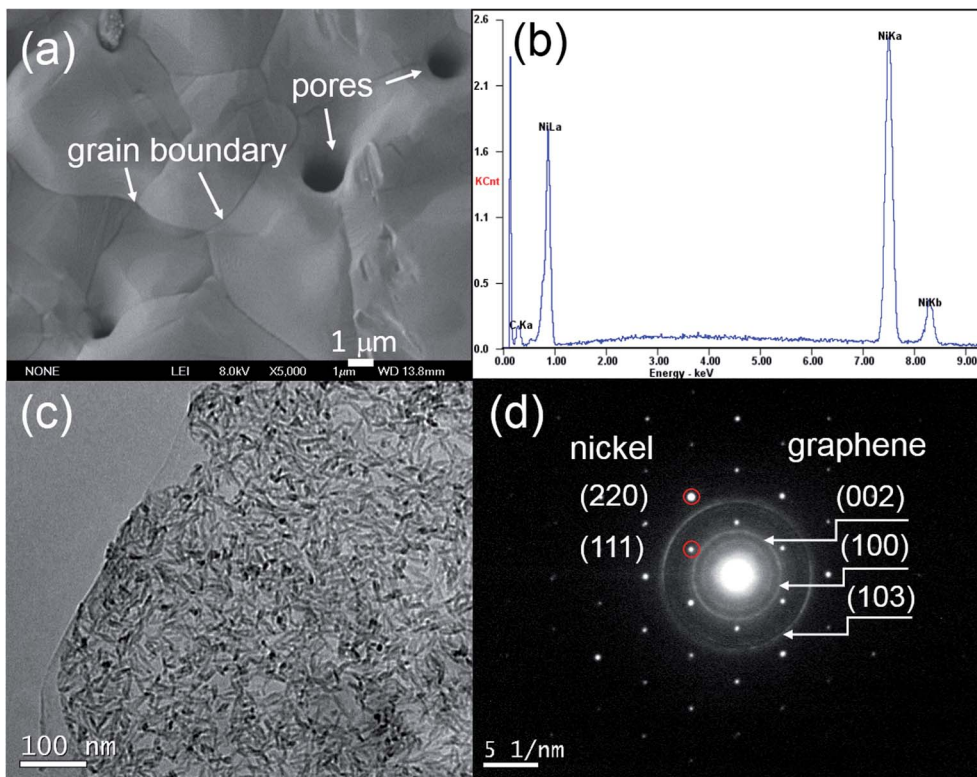 (a)
pores
grain boundary
1 μm
NONE LEI 8.0kV X5,000 1μm WD 13.8mm
(b)
2.6
2.1
1.6
1.1
0.5
0.0
KCnt
C Ka
NiLa
NiKa
NiKb
0.00 1.00 2.00 3.00 4.00 5.00 6.00 7.00 8.00 9.00
Energy - keV
(c)
100 nm
(d)
nickel graphene
(220) (002)
(111) (100)
(103)
5 1/nm